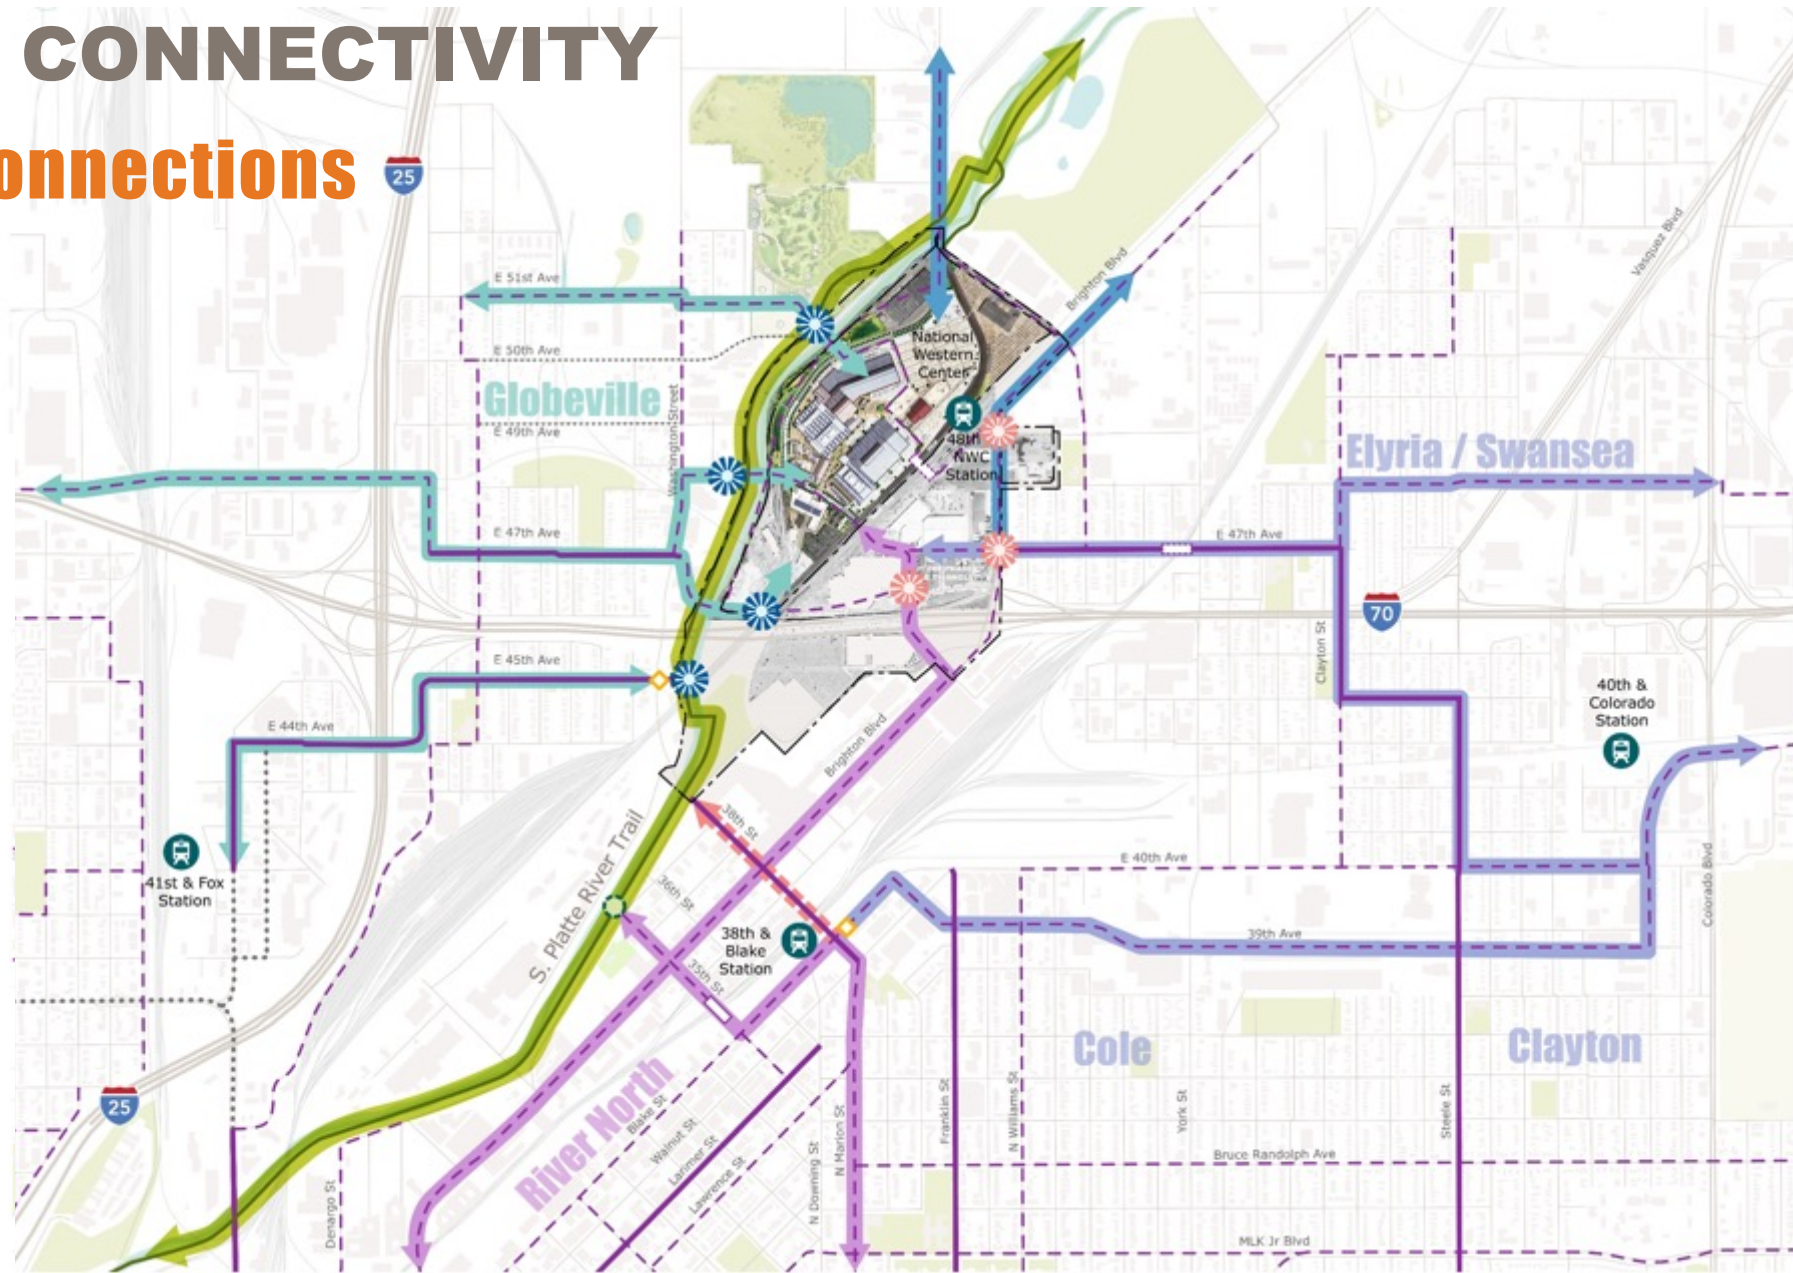 CONNECTIVITY
onnections
25
E 51st Ave
Brighton Blvd
Vasquez Blvd
National
Western
Center
E 50th Ave
Globeville
Washington Street
E 49th Ave
48th
NWC
Station
Elyria / Swansea
E 47th Ave
E 47th Ave
70
Clayton St
E 45th Ave
E 44th Ave
40th &
Colorado
Station
Brighton Blvd
38th St
S. Platte River Trail
E 40th Ave
Colorado Blvd
41st & Fox
Station
36th St
38th &
Blake
Station
39th Ave
35th St
Cole
Clayton
25
River North
Blake St
Walnut St
Larimer St
Lawrence St
N Downing St
N Marion St
Franklin St
N Williams St
York St
Steele St
Bruce Randolph Ave
Denargo St
MLK Jr Blvd